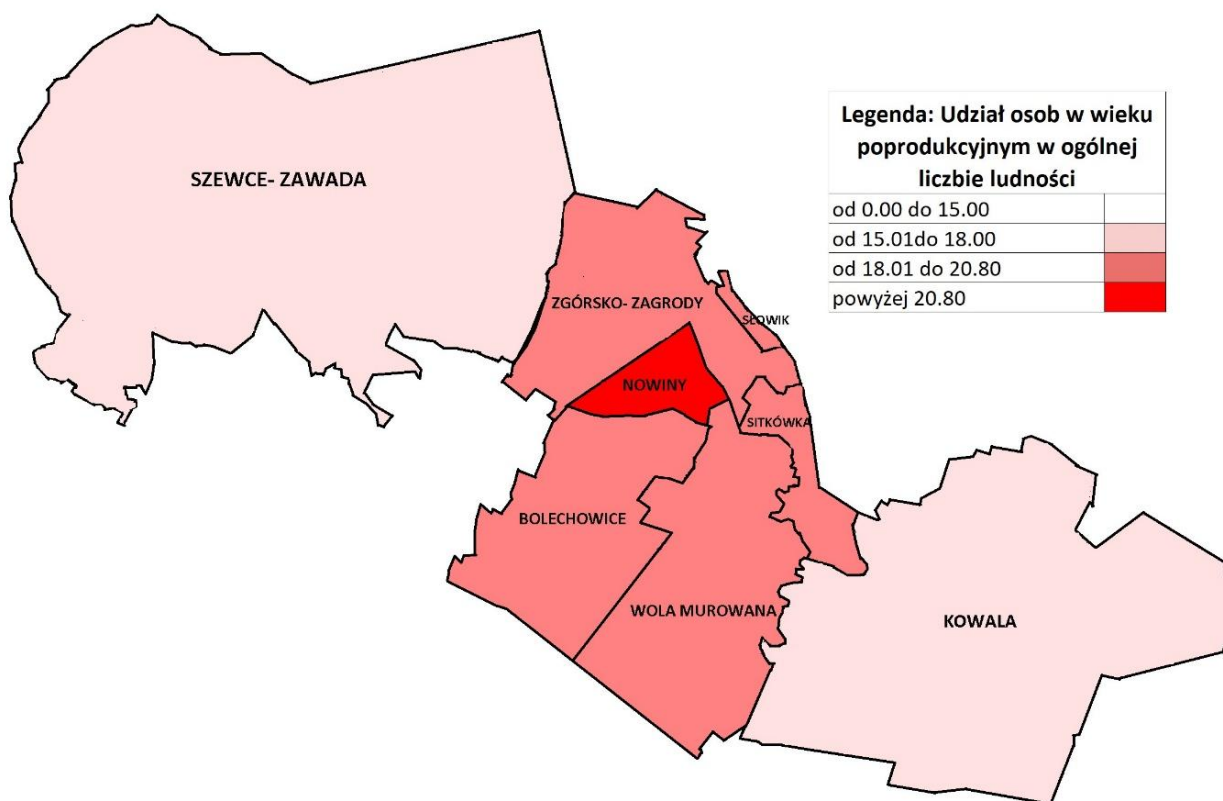 Legenda: Udział osob w wieku
poprodukcyjnym w ogólnej
liczbie ludności
od 0.00 do 15.00
od 15.01do 18.00
od 18.01 do 20.80
powyżej 20.80
SZEWCE- ZAWADA
ZGÓRSKO- ZAGRODY
SŁOWIK
NOWINY
SITKÓWKA
BOLECHOWICE
WOLA MUROWANA
KOWALA